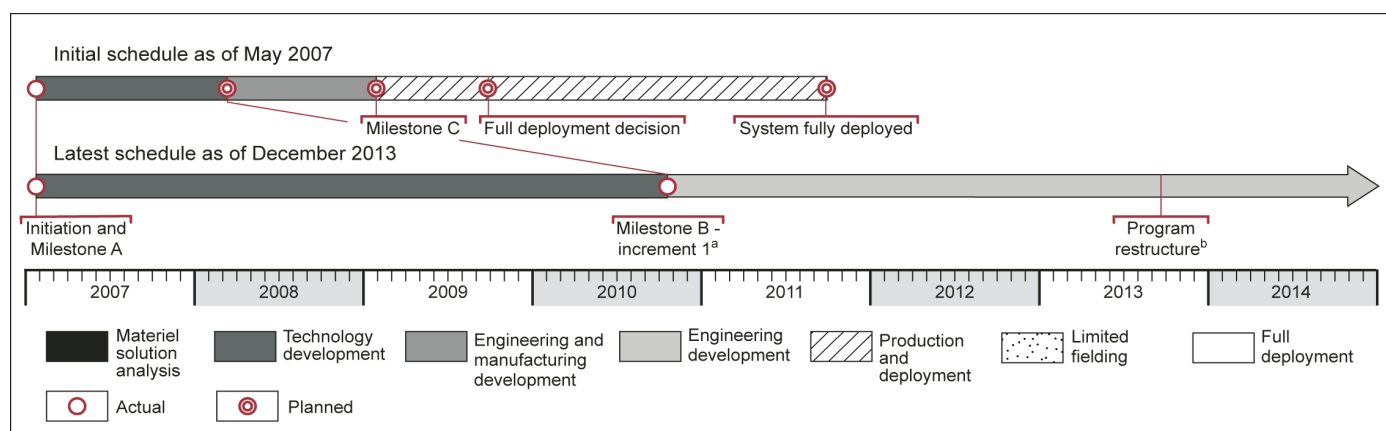 Initial schedule as of May 2007
Milestone C
Full deployment decision
System fully deployed
Latest schedule as of December 2013
Initiation and
Milestone A
Milestone B -
increment 1ᵃ
Program
restructureᵇ
2007 2008 2009 2010 2011 2012 2013 2014
Materiel
solution
analysis
Technology
development
Engineering and
manufacturing
development
Engineering
development
Production
and
deployment
Limited
fielding
Full
deployment
Actual
Planned